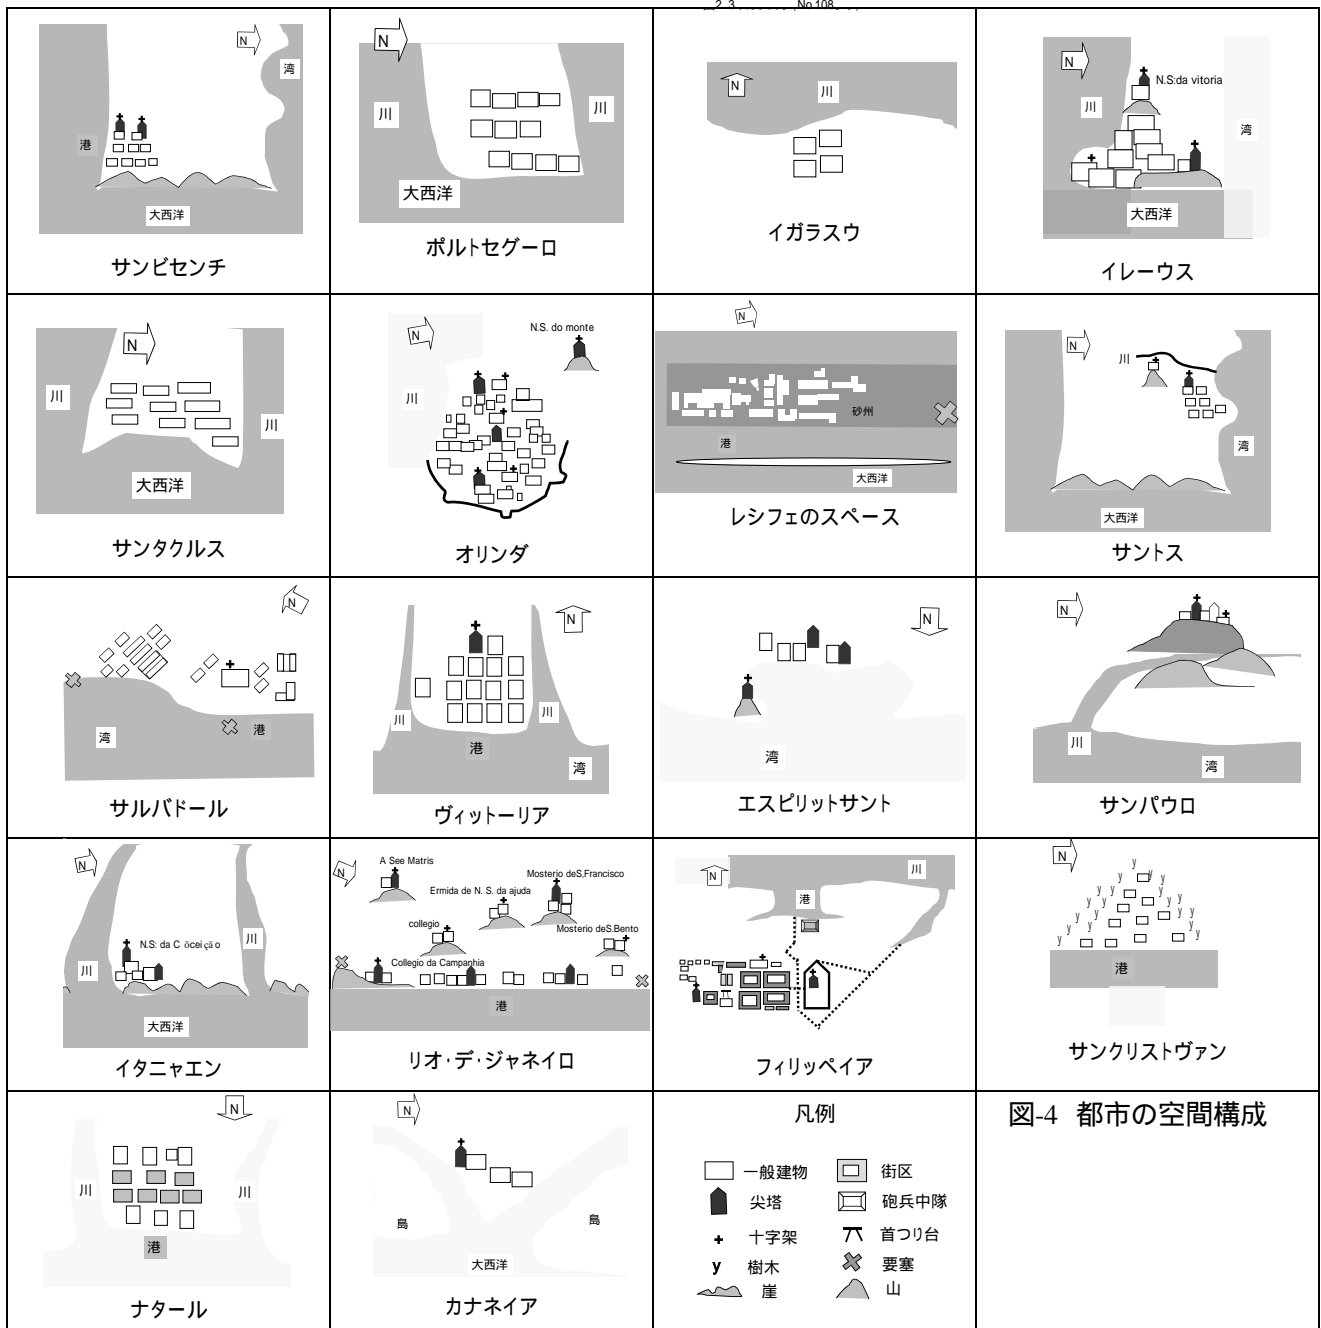 N
湾
港
大西洋
サンビセンチ
N
川
川
大西洋
ポルトセグーロ
N
川
イガラスウ
N
N.S:da vitoria
川
湾
大西洋
イレーウス
N
川
川
大西洋
サンタクルス
N
N.S. do monte
川
オリンダ
N
砂州
港
大西洋
レシフェのスペース
N
川
湾
大西洋
サントス
N
湾
港
サルバドール
N
川
川
港
湾
ヴィットーリア
N
湾
エスピリットサント
N
川
湾
サンパウロ
N
N.S: da C öcei çã o
川
川
大西洋
イタニャエン
A See Matris
N
Mosterio deS,Francisco
Ermida de N. S. da ajuda
collegio
Mosterio deS.Bento
Collegio da Campanhia
港
リオ・デ・ジャネイロ
N
川
港
フィリッペイア
N
y
y y
y y y
y y y
y y y
y y y
港
サンクリストヴァン
N
川
川
港
ナタール
N
島
島
大西洋
カナネイア
凡例
一般建物
街区
尖塔
砲兵中隊
十字架
首つり台
y 樹木
要塞
崖
山
図-4 都市の空間構成